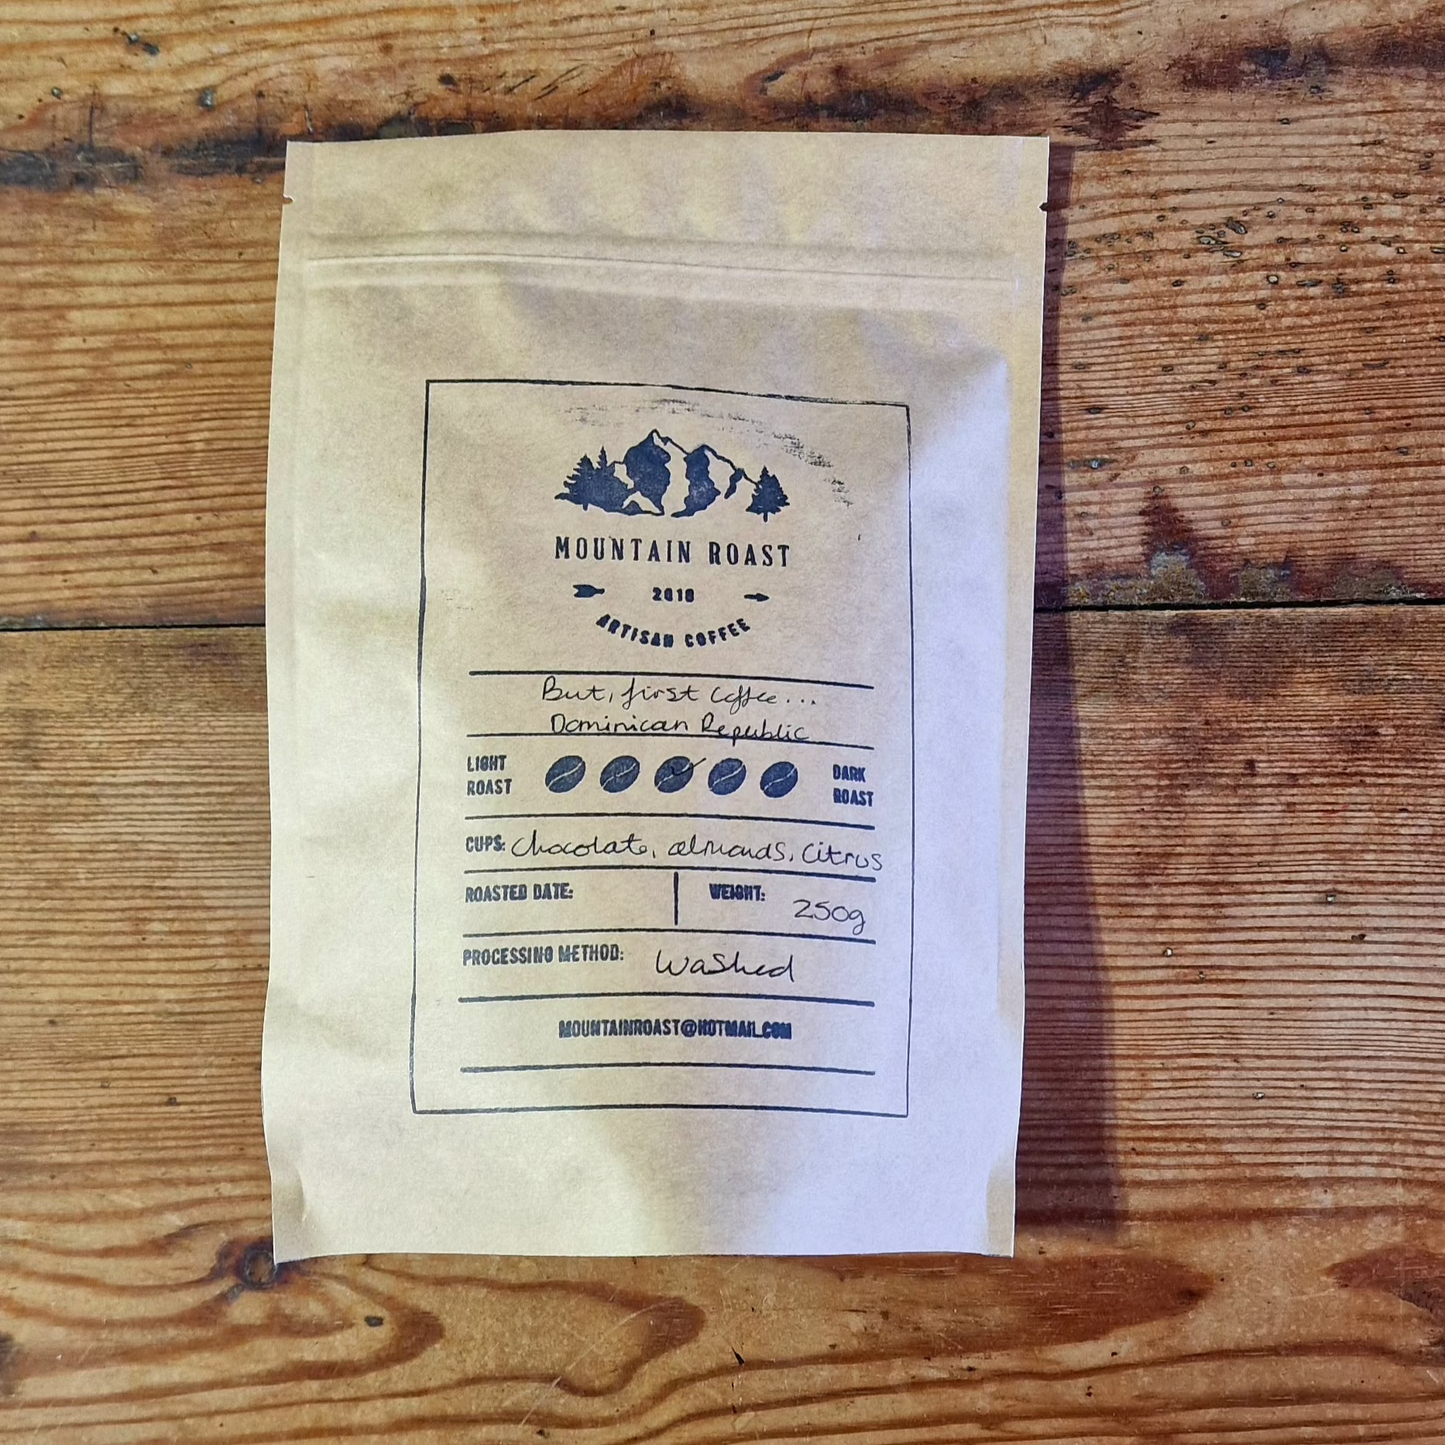 MOUNTAIN ROAST
2018
ARTISAN COFFEE
But, first coffee...
Dominican Republic
LIGHT ROAST
DARK ROAST
CUPS: Chocolate, almonds, Citrus
ROASTED DATE:
WEIGHT: 250g
PROCESSING METHOD: Washed
MOUNTAINROAST@HOTMAIL.COM